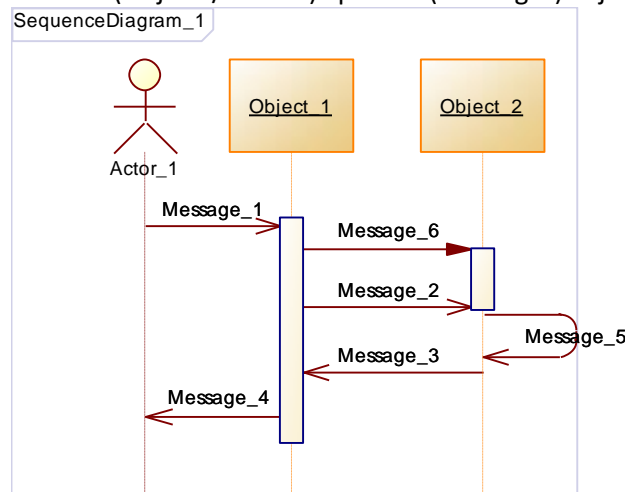 SequenceDiagram_1
Object_1
Object_2
Actor_1
Message_1
Message_6
Message_2
Message_5
Message_3
Message_4